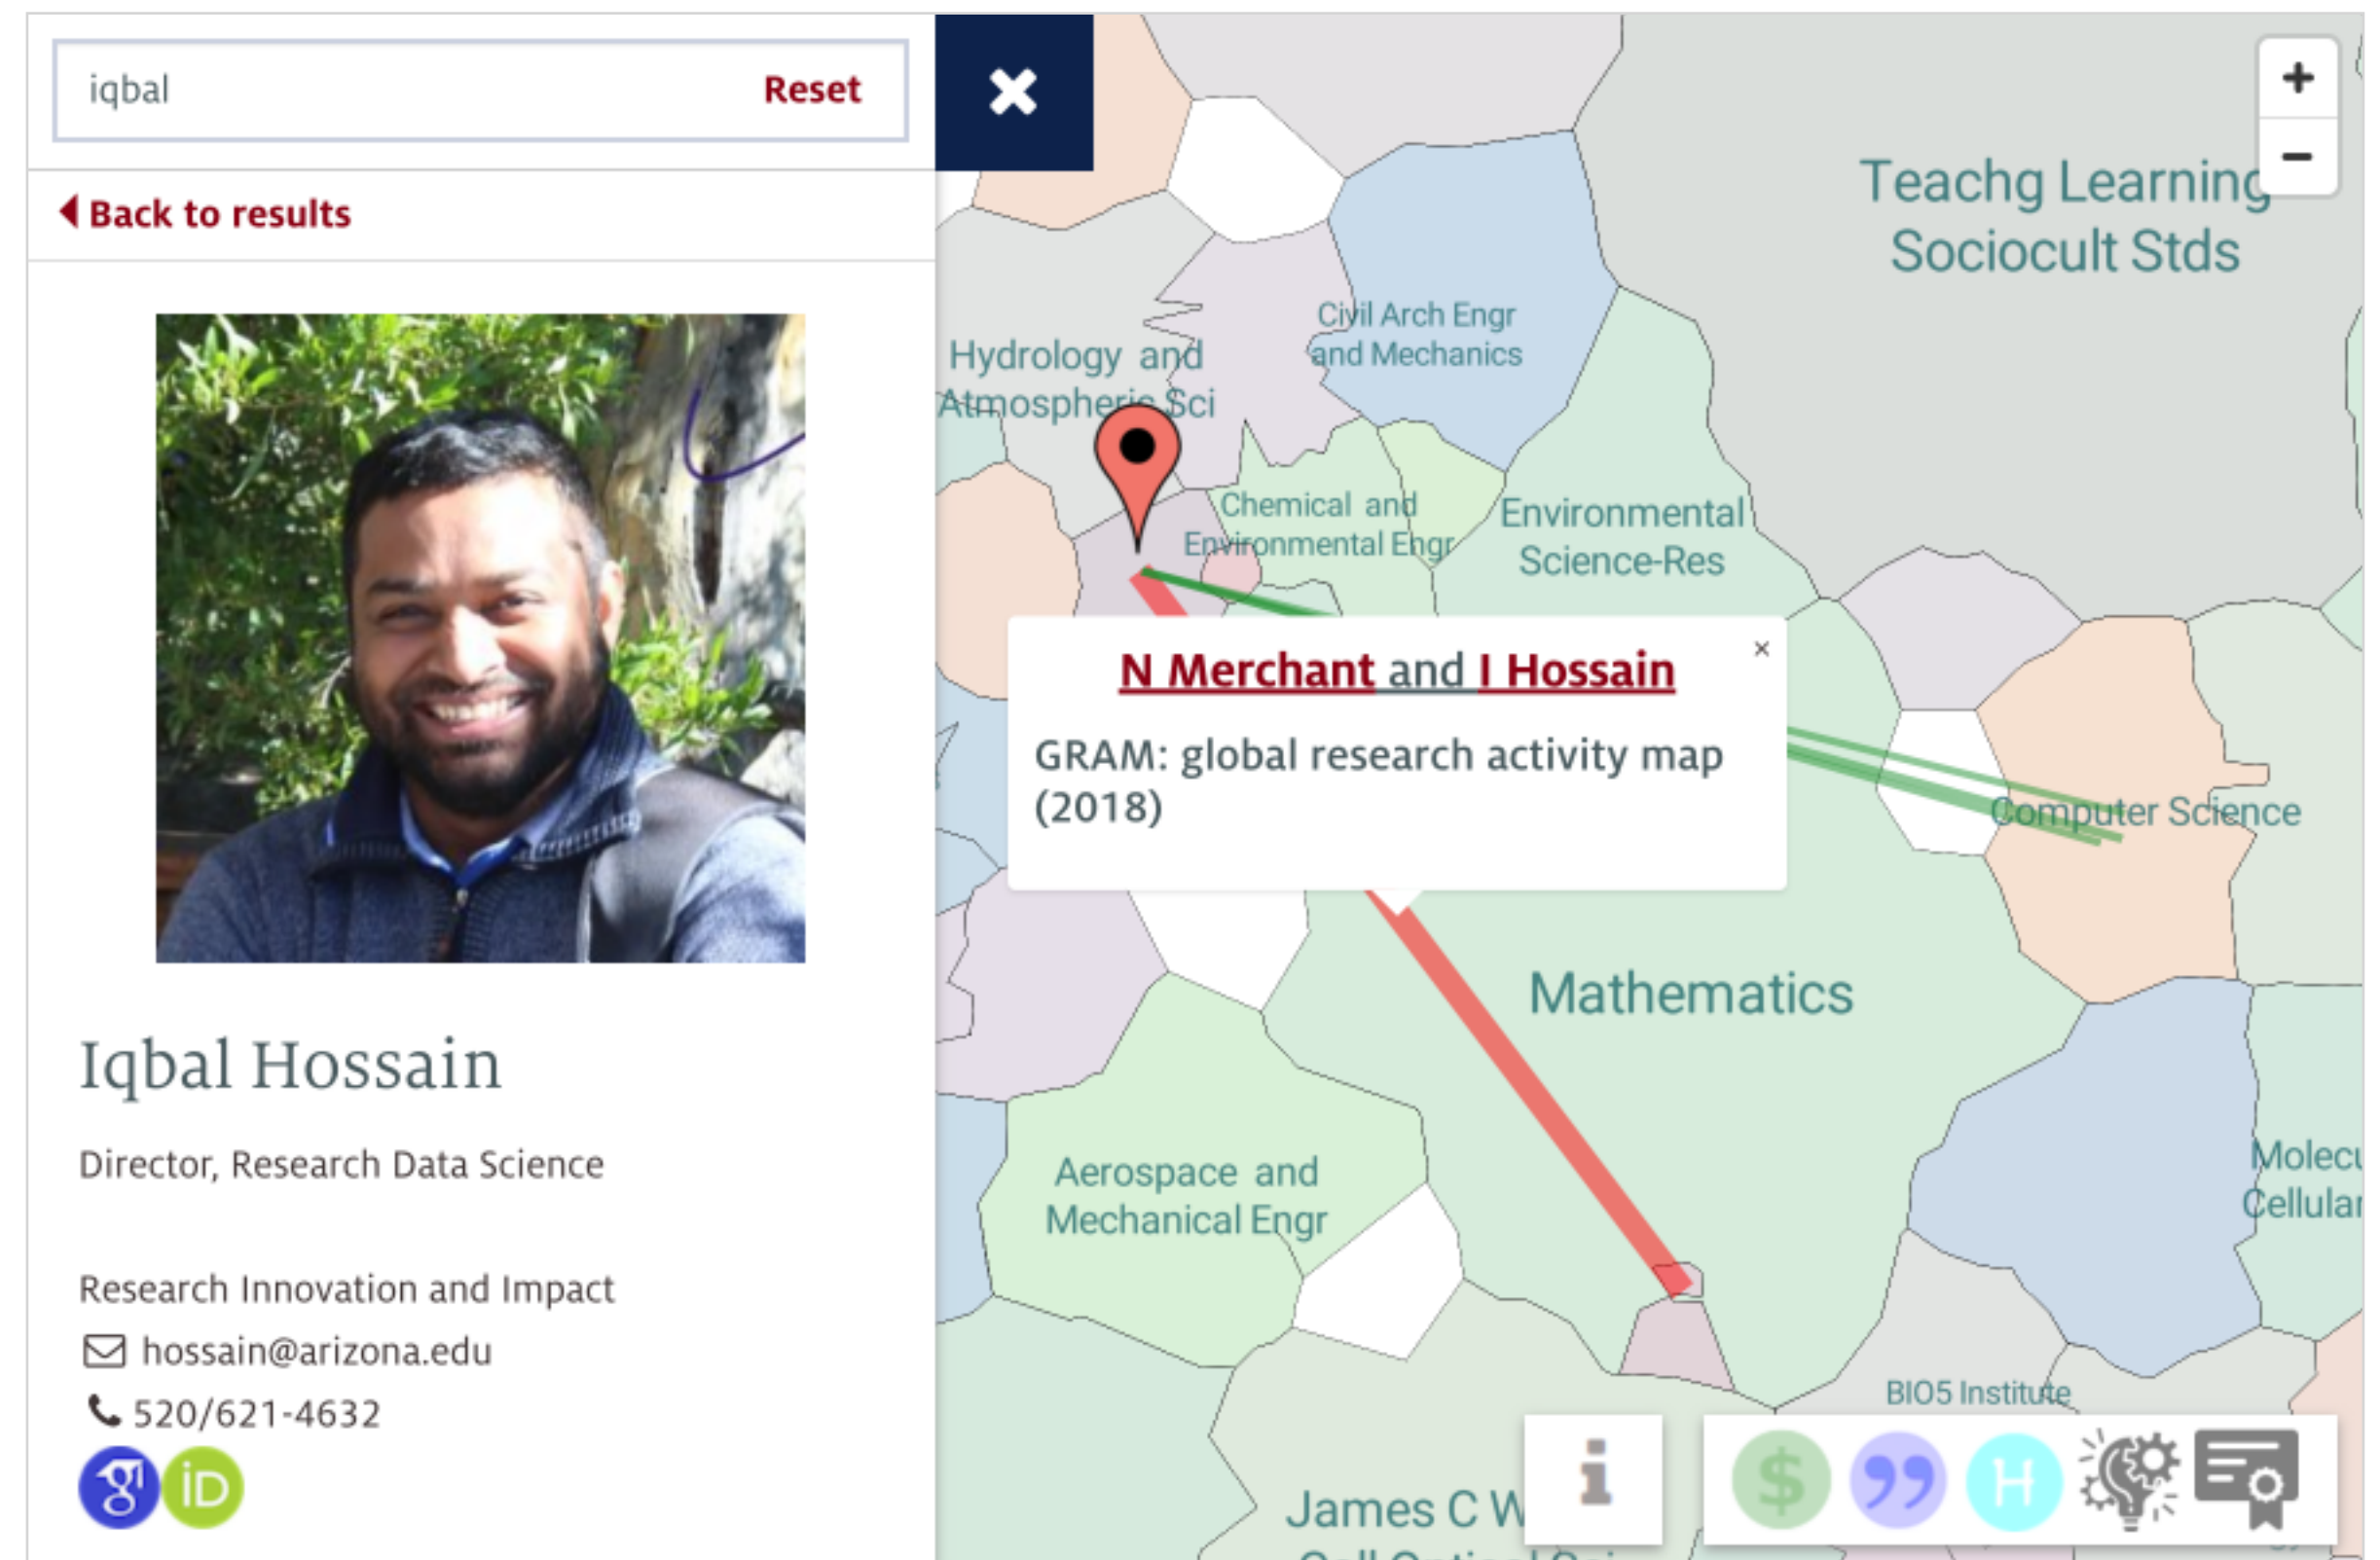 iqbal
Reset
Back to results
Iqbal Hossain
Director, Research Data Science
Research Innovation and Impact
hossain@arizona.edu
520/621-4632
iD
Teachg Learning
Sociocult Stds
Civil Arch Engr
and Mechanics
Hydrology and
Atmospheric Sci
Chemical and
Environmental Engr
Environmental
Science-Res
N Merchant and I Hossain
×
GRAM: global research activity map
(2018)
Computer Science
Mathematics
Aerospace and
Mechanical Engr
Molecu
Cellular
BIO5 Institute
James C W
i
$
H